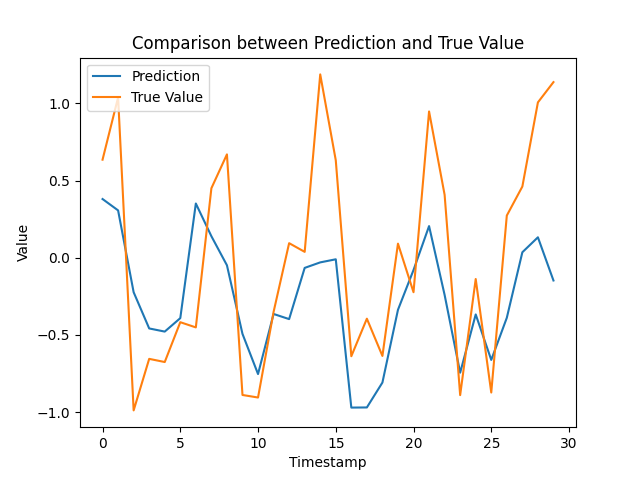 Comparison between Prediction and True Value
Prediction
True Value
1.0
0.5
0.0
−0.5
−1.0
Value
0 5 10 15 20 25 30
Timestamp